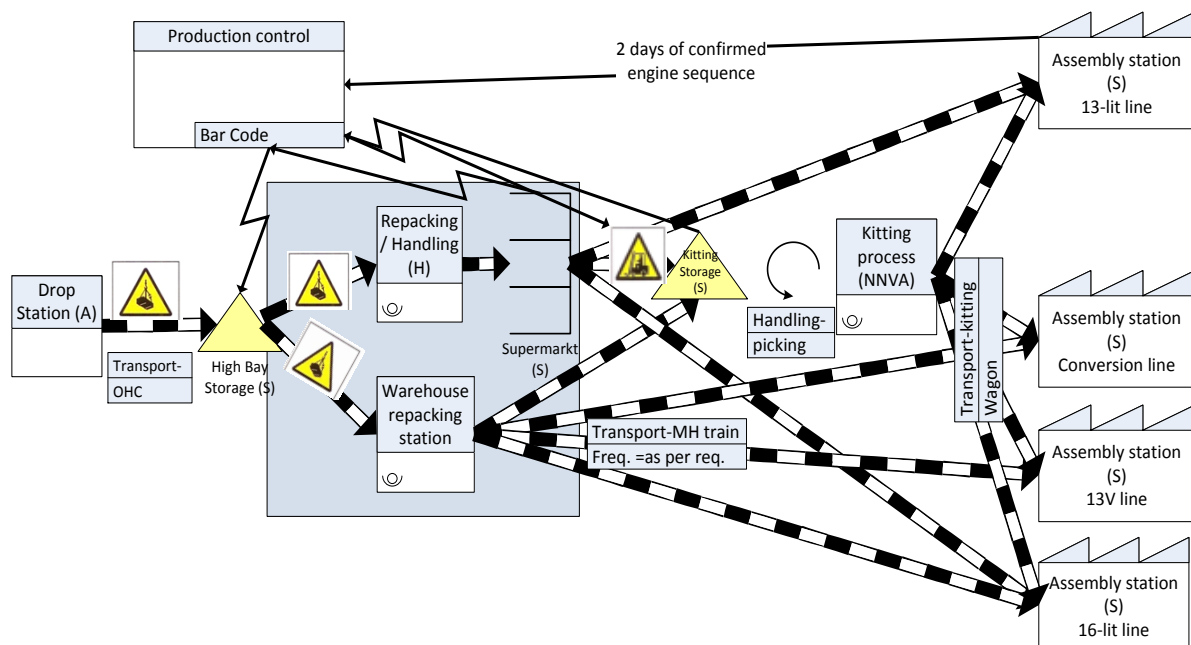 Production control
Bar Code
2 days of confirmed
engine sequence
Assembly station
(S)
13-lit line
Drop
Station (A)
Transport-
OHC
High Bay
Storage (S)
Repacking
/ Handling
(H)
Supermarkt
(S)
Warehouse
repacking
station
Kitting
Storage
(S)
Handling-
picking
Kitting
process
(NNVA)
Transport-kitting
Wagon
Transport-MH train
Freq. =as per req.
Assembly station
(S)
Conversion line
Assembly station
(S)
13V line
Assembly station
(S)
16-lit line